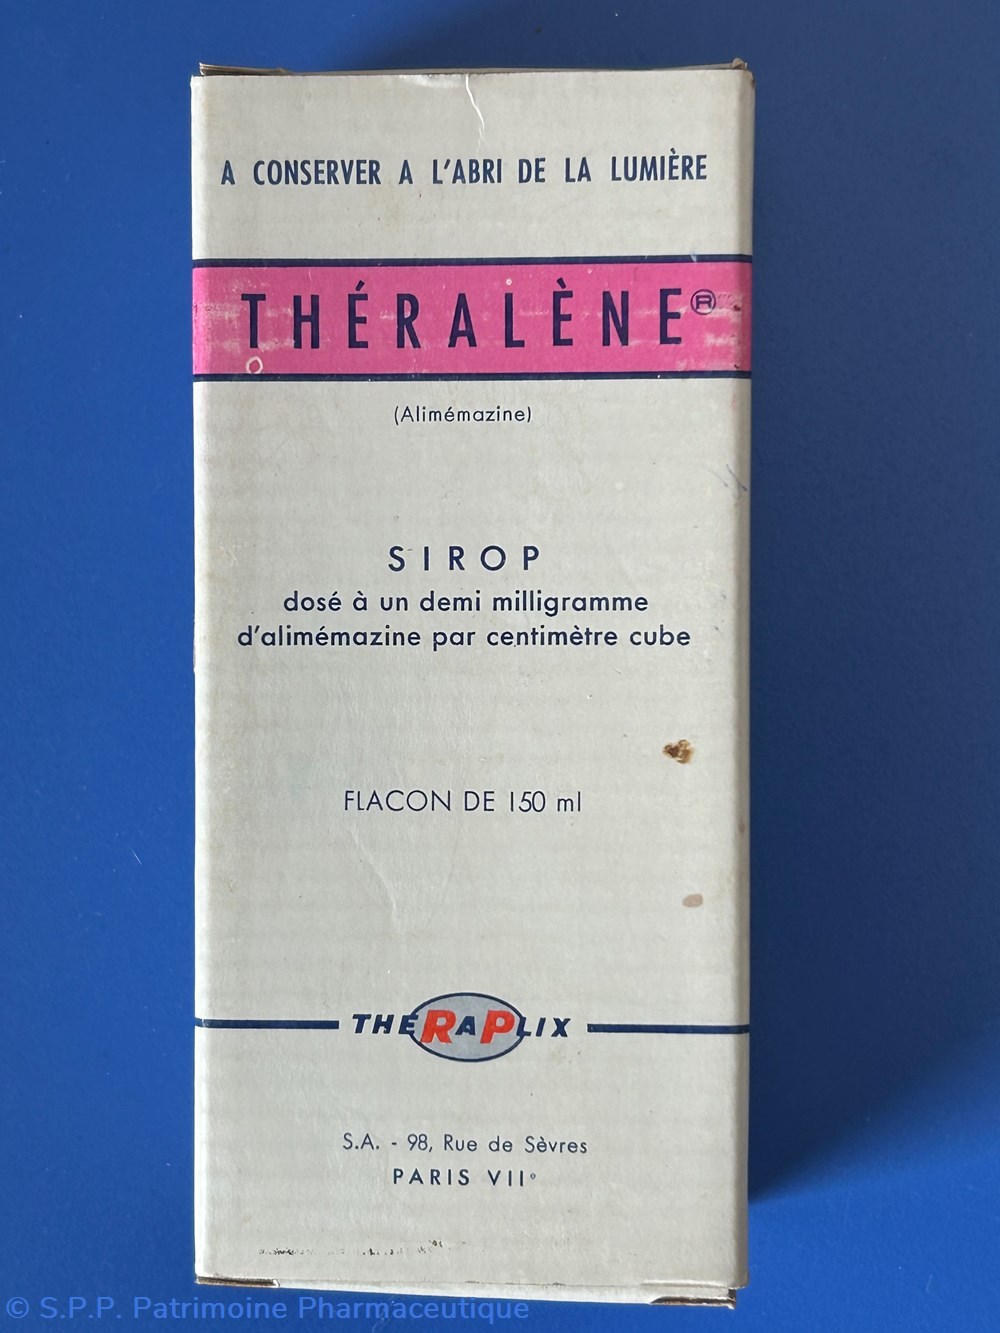 A CONSERVER A L'ABRI DE LA LUMIÈRE
THÉRALÈNE®
(Alimémazine)
SIROP
dosé à un demi milligramme
d'alimémazine par centimètre cube
FLACON DE 150 ml
THERAPLIX
S.A. - 98, Rue de Sèvres
PARIS VIIe
© S.P.P. Patrimoine Pharmaceutique